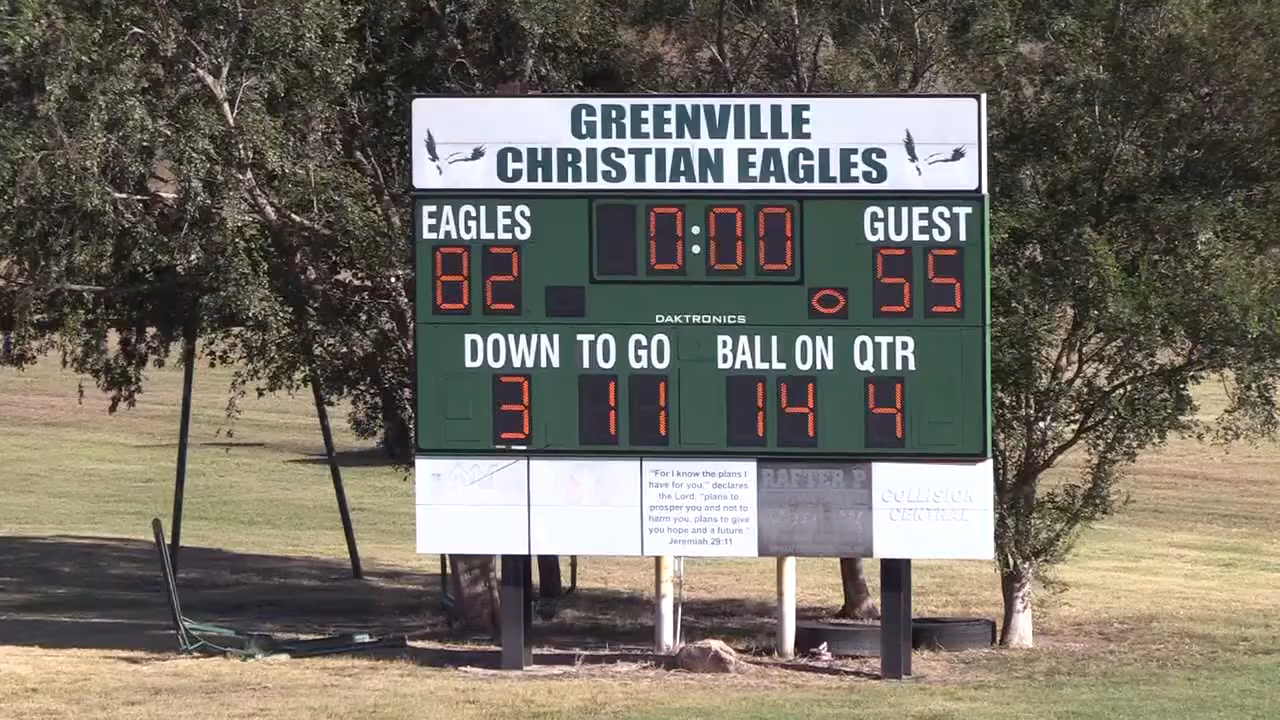 GREENVILLE
CHRISTIAN EAGLES
EAGLES 0:00 GUEST
82 55
DAKTRONICS
DOWN TO GO BALL ON QTR
3 11 14 4
"For I know the plans I
have for you," declares
the Lord, "plans to
prosper you and not to
harm you, plans to give
you hope and a future."
Jeremiah 29:11
RAFTER P
COLLISION
CENTRAL